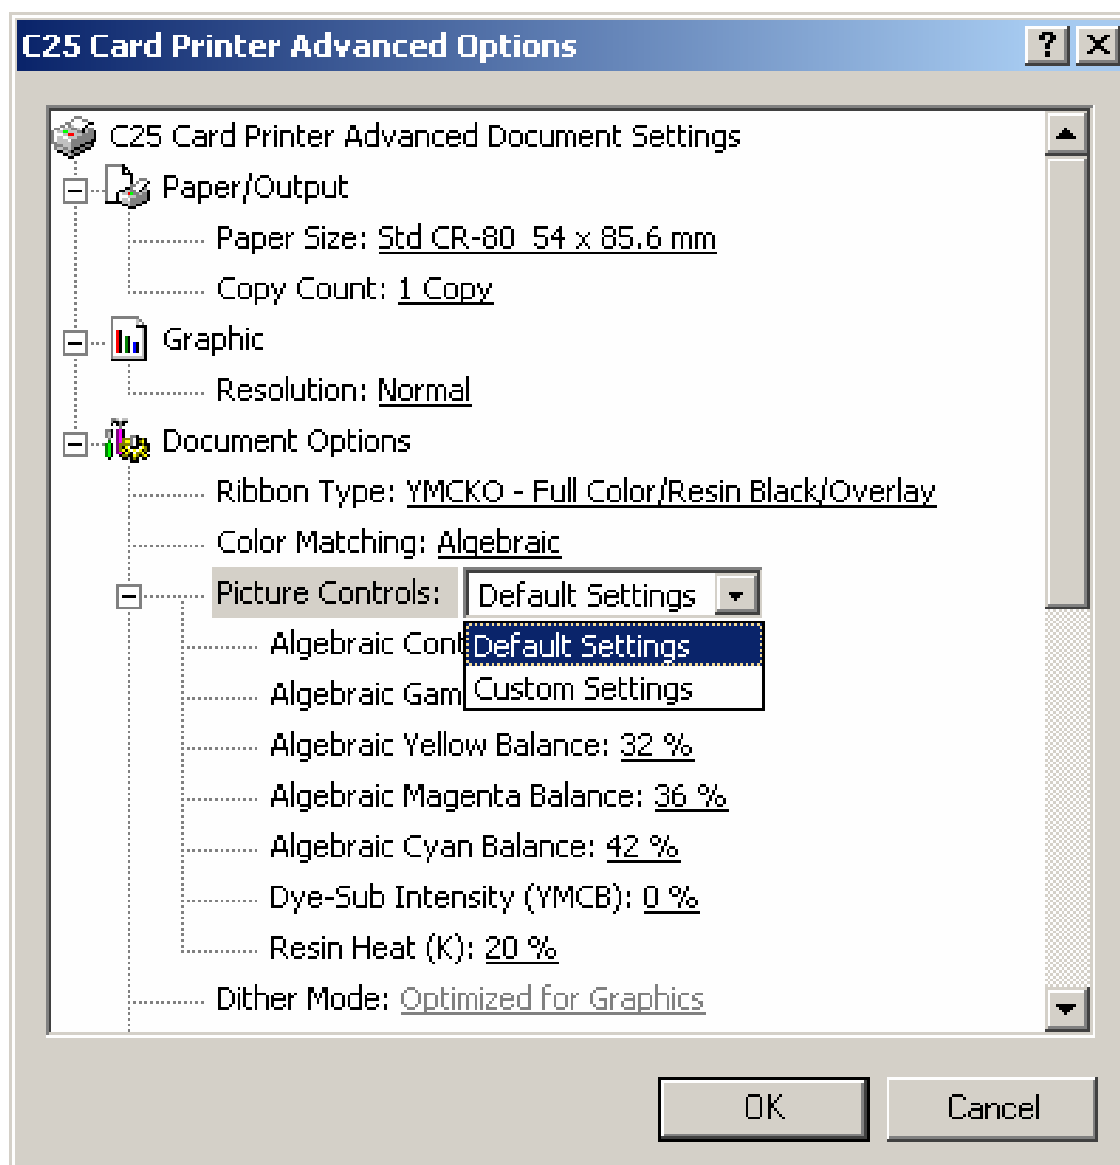 C25 Card Printer Advanced Options
C25 Card Printer Advanced Document Settings
Paper/Output
Paper Size: Std CR-80 54 x 85.6 mm
Copy Count: 1 Copy
Graphic
Resolution: Normal
Document Options
Ribbon Type: YMCKO - Full Color/Resin Black/Overlay
Color Matching: Algebraic
Picture Controls: Default Settings
Algebraic Cont Default Settings
Algebraic Gam Custom Settings
Algebraic Yellow Balance: 32 %
Algebraic Magenta Balance: 36 %
Algebraic Cyan Balance: 42 %
Dye-Sub Intensity (YMCB): 0 %
Resin Heat (K): 20 %
Dither Mode: Optimized for Graphics
OK Cancel